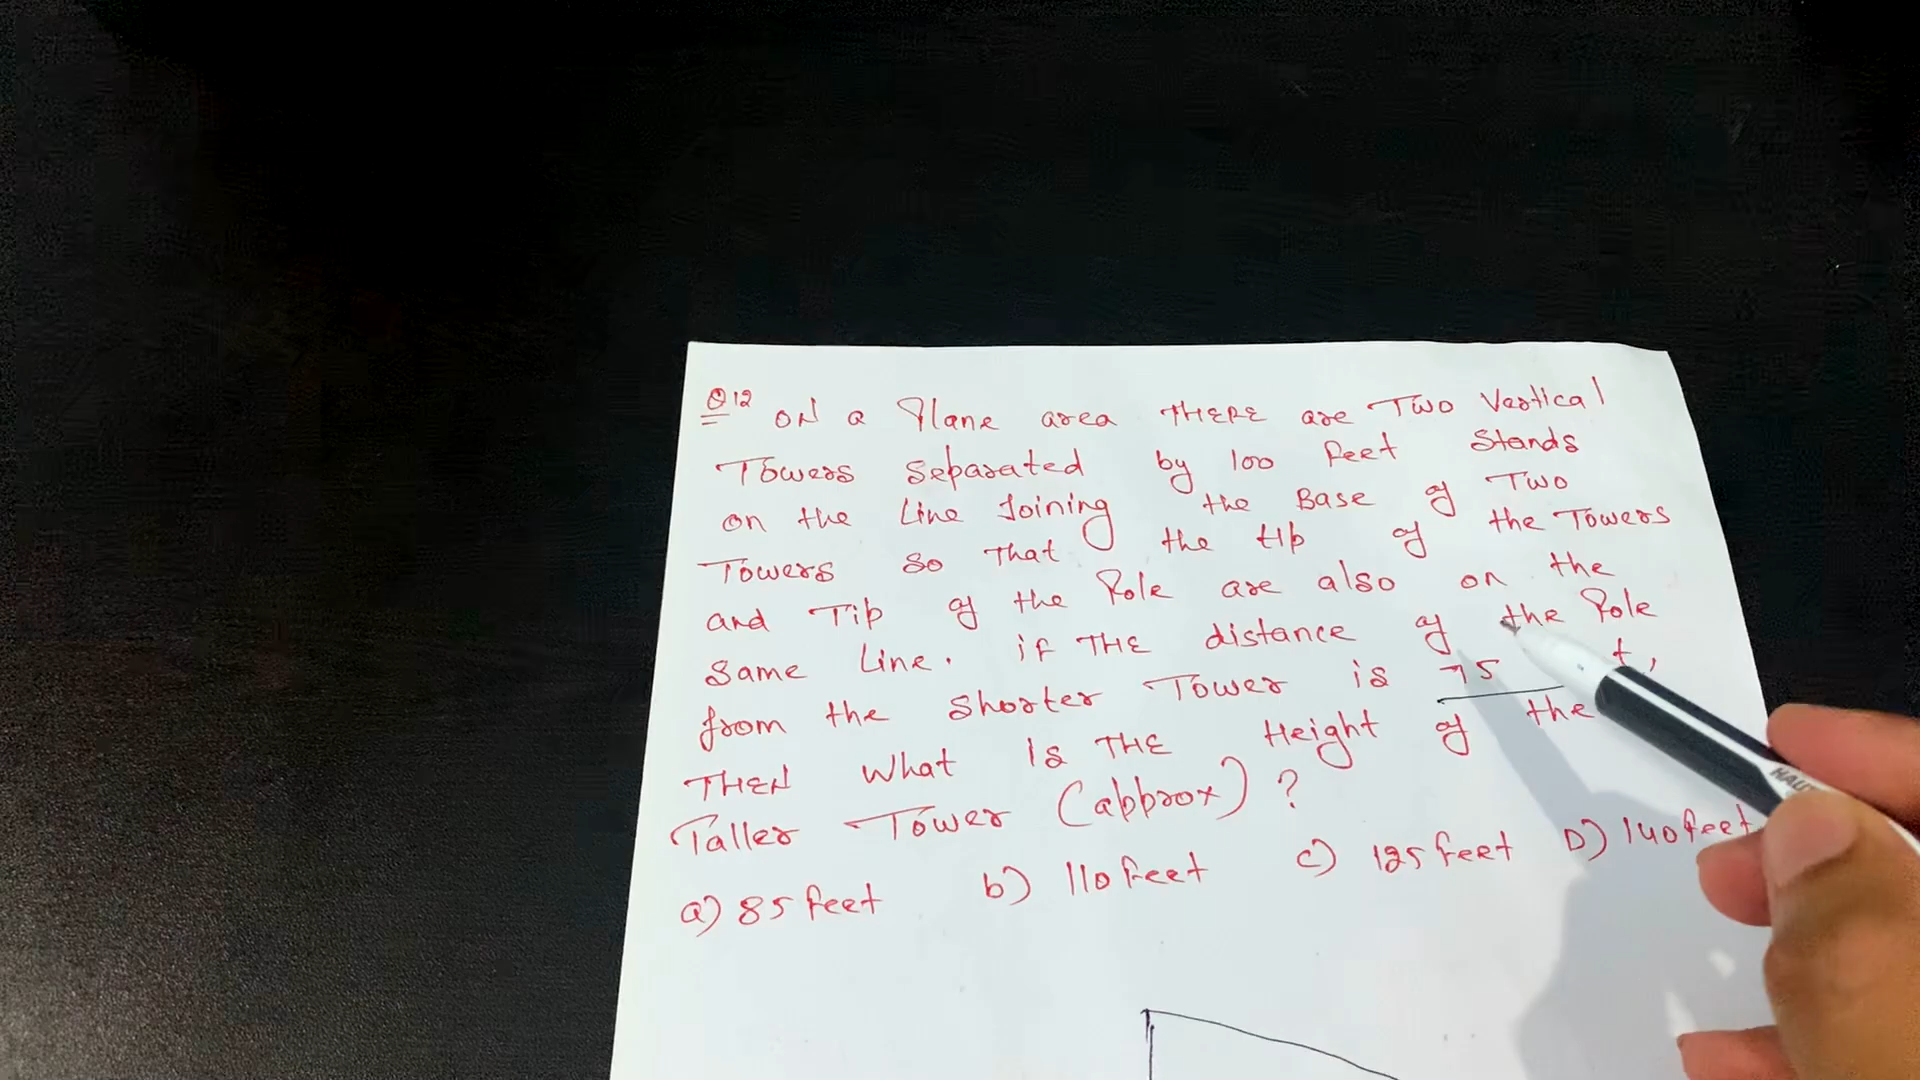 Q12 ON a Plane area THERE are TWO Vertical
Towers Separated by 100 feet Stands
on the Line Joining the Base of Two
Towers so That the tip of the Towers
and Tip of the Pole are also on the
Same Line. if THE distance of the Pole
from the Shorter Tower is 75
THEN what is THE Height of the
Taller Tower (approx) ?
a) 85 feet b) 110 feet c) 125 feet D) 140 feet